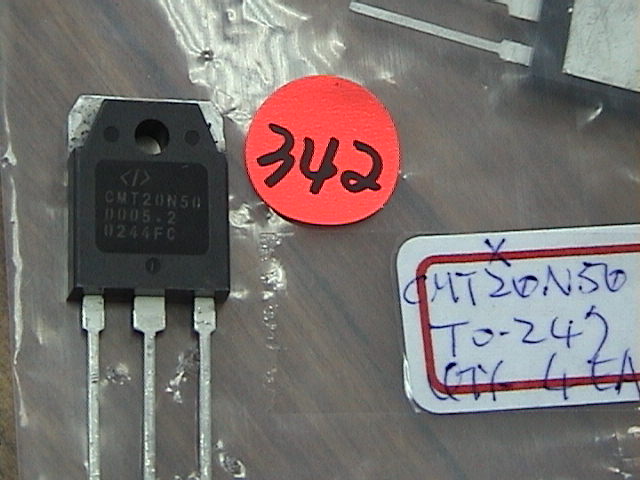 </>
CMT20N50
0005.2
0244FC
342
CMT20N50
TO-247
QTY 4 EA